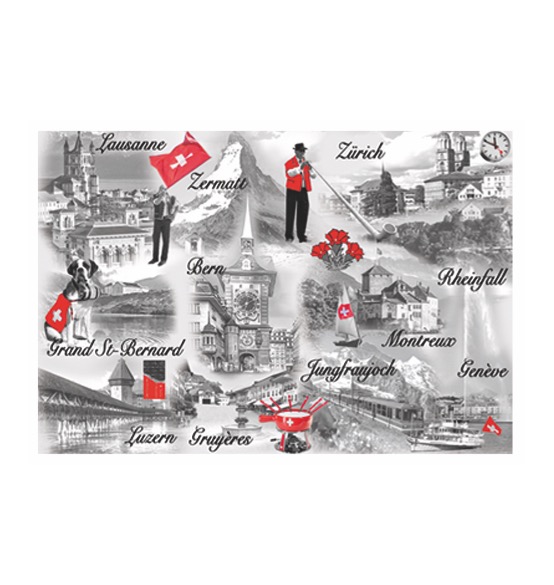 Lausanne
Zürich
Zermatt
Bern
Rheinfall
Montreux
Grand St-Bernard
Jungfraujoch
Genève
Luzern
Gruyères